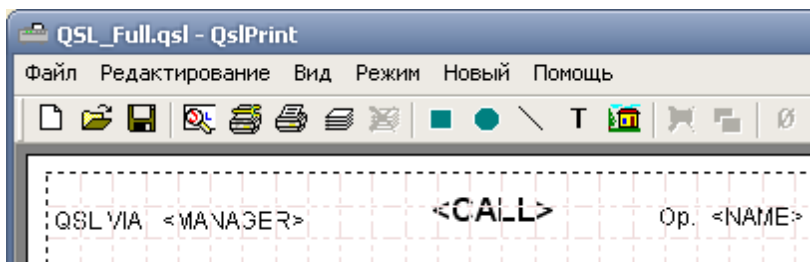 QSL_Full.qsl - QslPrint
Файл Редактирование Вид Режим Новый Помощь
T Ø
QSL VIA <MANAGER> <CALL> Op. <NAME>